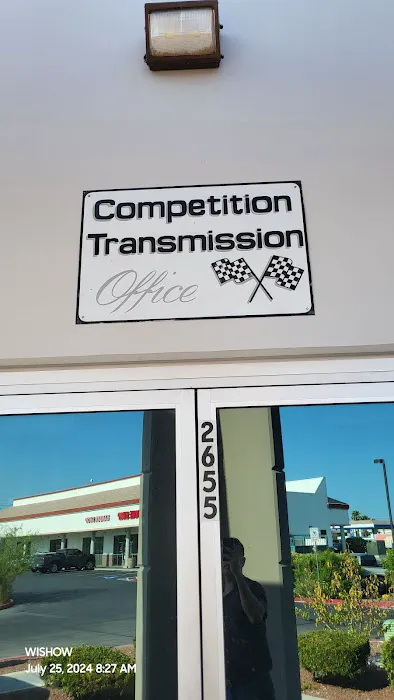 Competition
Transmission
Office
2655
WISHOW
July 25, 2024 8:27 AM